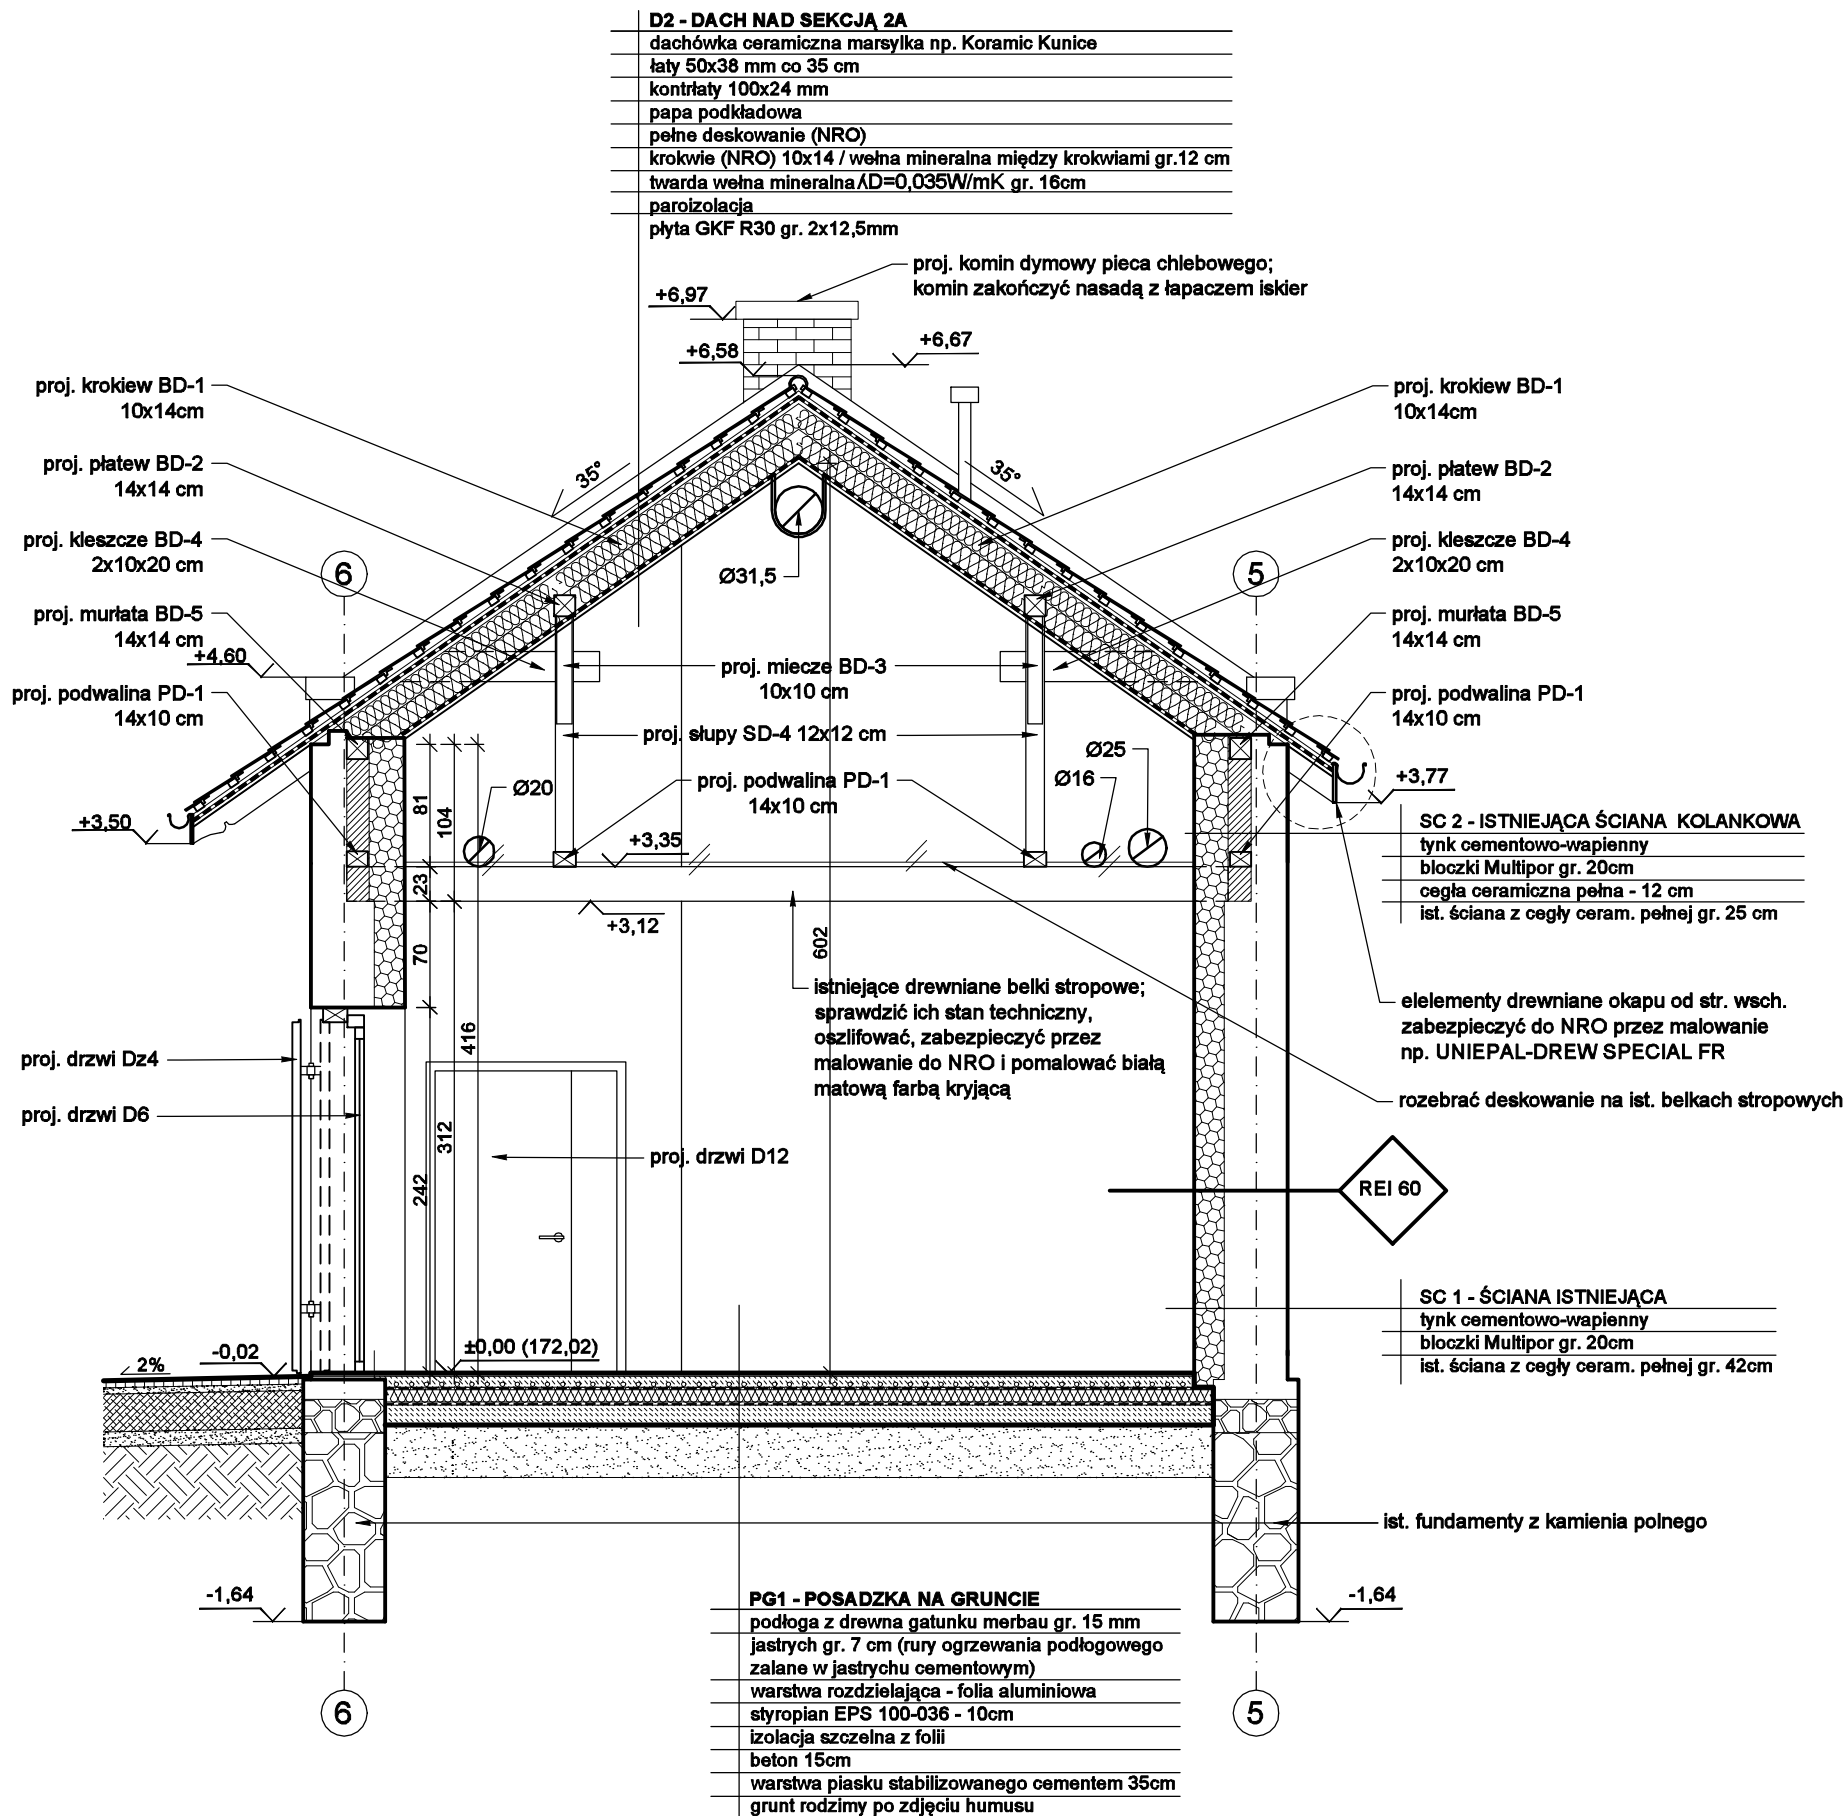 D2 - DACH NAD SEKCJĄ 2A
dachówka ceramiczna marsylka np. Koramic Kunice
łaty 50x38 mm co 35 cm
kontrłaty 100x24 mm
papa podkładowa
pełne deskowanie (NRO)
krokwie (NRO) 10x14 / wełna mineralna między krokwiami gr.12 cm
twarda wełna mineralna ΛD=0,035W/mK gr. 16cm
paroizolacja
płyta GKF R30 gr. 2x12,5mm
proj. komin dymowy pieca chlebowego;
komin zakończyć nasadą z łapaczem iskier
+6,97
+6,58
+6,67
proj. krokiew BD-1
10x14cm
proj. krokiew BD-1
10x14cm
proj. płatew BD-2
14x14 cm
35°
35°
proj. płatew BD-2
14x14 cm
proj. kleszcze BD-4
2x10x20 cm
6
Ø31,5
5
proj. kleszcze BD-4
2x10x20 cm
proj. murłata BD-5
14x14 cm
proj. murłata BD-5
14x14 cm
+4,60
proj. miecze BD-3
10x10 cm
proj. podwalina PD-1
14x10 cm
proj. podwalina PD-1
14x10 cm
proj. słupy SD-4 12x12 cm
Ø25
Ø16
Ø20
proj. podwalina PD-1
14x10 cm
+3,77
+3,50
81
104
+3,35
23
+3,12
70
602
416
312
242
SC 2 - ISTNIEJĄCA ŚCIANA KOLANKOWA
tynk cementowo-wapienny
bloczki Multipor gr. 20cm
cegła ceramiczna pełna - 12 cm
ist. ściana z cegły ceram. pełnej gr. 25 cm
istniejące drewniane belki stropowe;
sprawdzić ich stan techniczny,
oszlifować, zabezpieczyć przez
malowanie do NRO i pomalować białą
matową farbą kryjącą
elelementy drewniane okapu od str. wsch.
zabezpieczyć do NRO przez malowanie
np. UNIEPAL-DREW SPECIAL FR
proj. drzwi Dz4
proj. drzwi D6
rozebrać deskowanie na ist. belkach stropowych
proj. drzwi D12
REI 60
SC 1 - ŚCIANA ISTNIEJĄCA
tynk cementowo-wapienny
bloczki Multipor gr. 20cm
ist. ściana z cegły ceram. pełnej gr. 42cm
2%
-0,02
±0,00 (172,02)
ist. fundamenty z kamienia polnego
-1,64
-1,64
PG1 - POSADZKA NA GRUNCIE
podłoga z drewna gatunku merbau gr. 15 mm
jastrych gr. 7 cm (rury ogrzewania podłogowego
zalane w jastrychu cementowym)
warstwa rozdzielająca - folia aluminiowa
styropian EPS 100-036 - 10cm
izolacja szczelna z folii
beton 15cm
warstwa piasku stabilizowanego cementem 35cm
grunt rodzimy po zdjęciu humusu
6
5